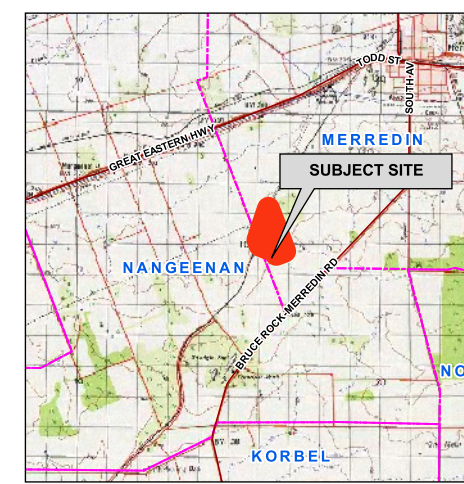 TODD ST
SOUTH AV
MERREDIN
GREAT EASTERN HWY
SUBJECT SITE
NANGEENAN
BRUCE ROCK-MERREDIN RD
NO
KORBEL